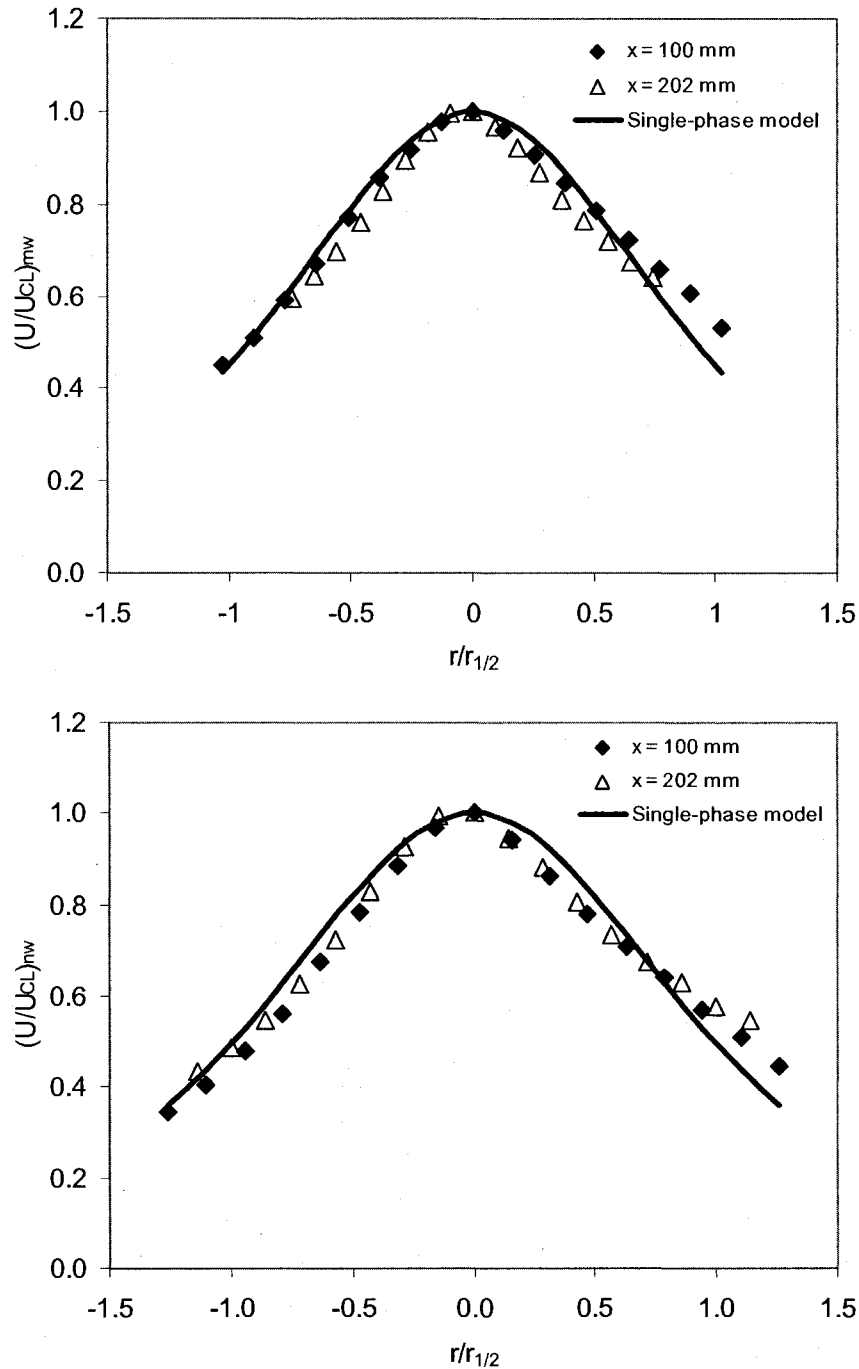 1.2
1.0
0.8
0.6
0.4
0.2
0.0
(U/UCL)mw
x = 100 mm
x = 202 mm
Single-phase model
-1.5 -1 -0.5 0 0.5 1 1.5
r/r1/2
1.2
1.0
0.8
0.6
0.4
0.2
0.0
(U/UCL)nw
x = 100 mm
x = 202 mm
Single-phase model
-1.5 -1.0 -0.5 0.0 0.5 1.0 1.5
r/r1/2